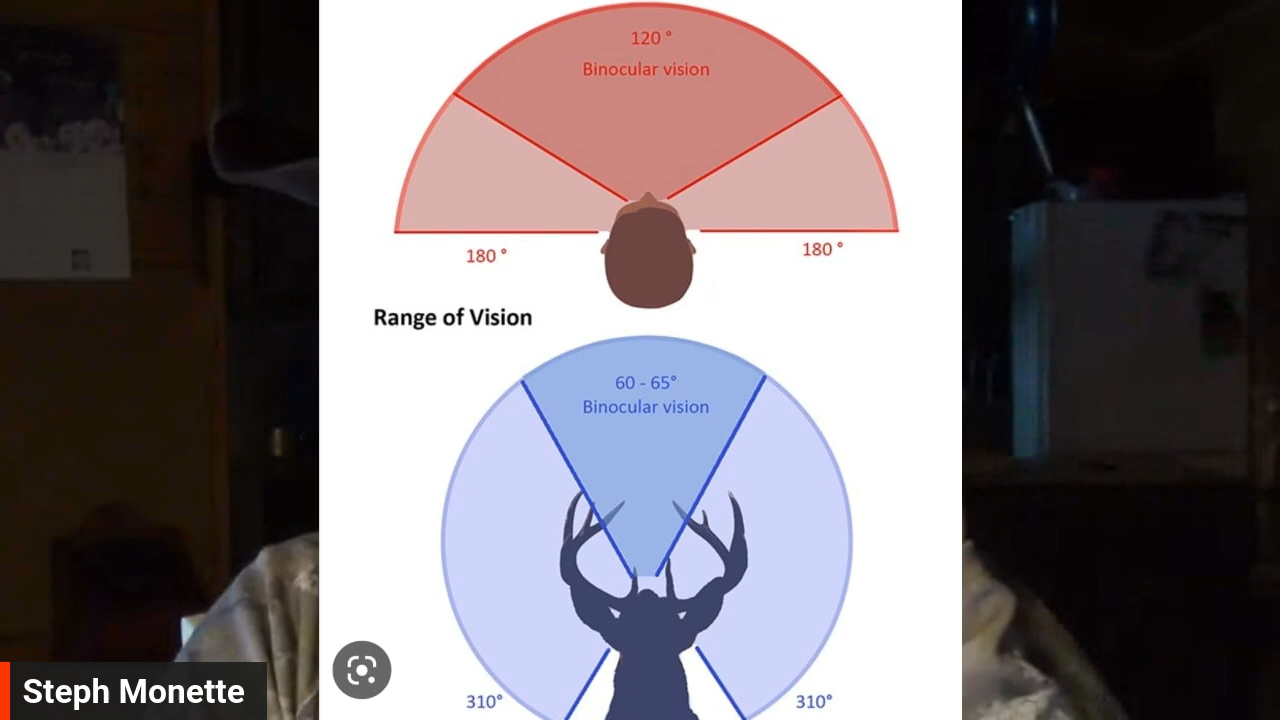 120 °
Binocular vision
180 °
180 °
Range of Vision
60 - 65°
Binocular vision
310°
310°
Steph Monette